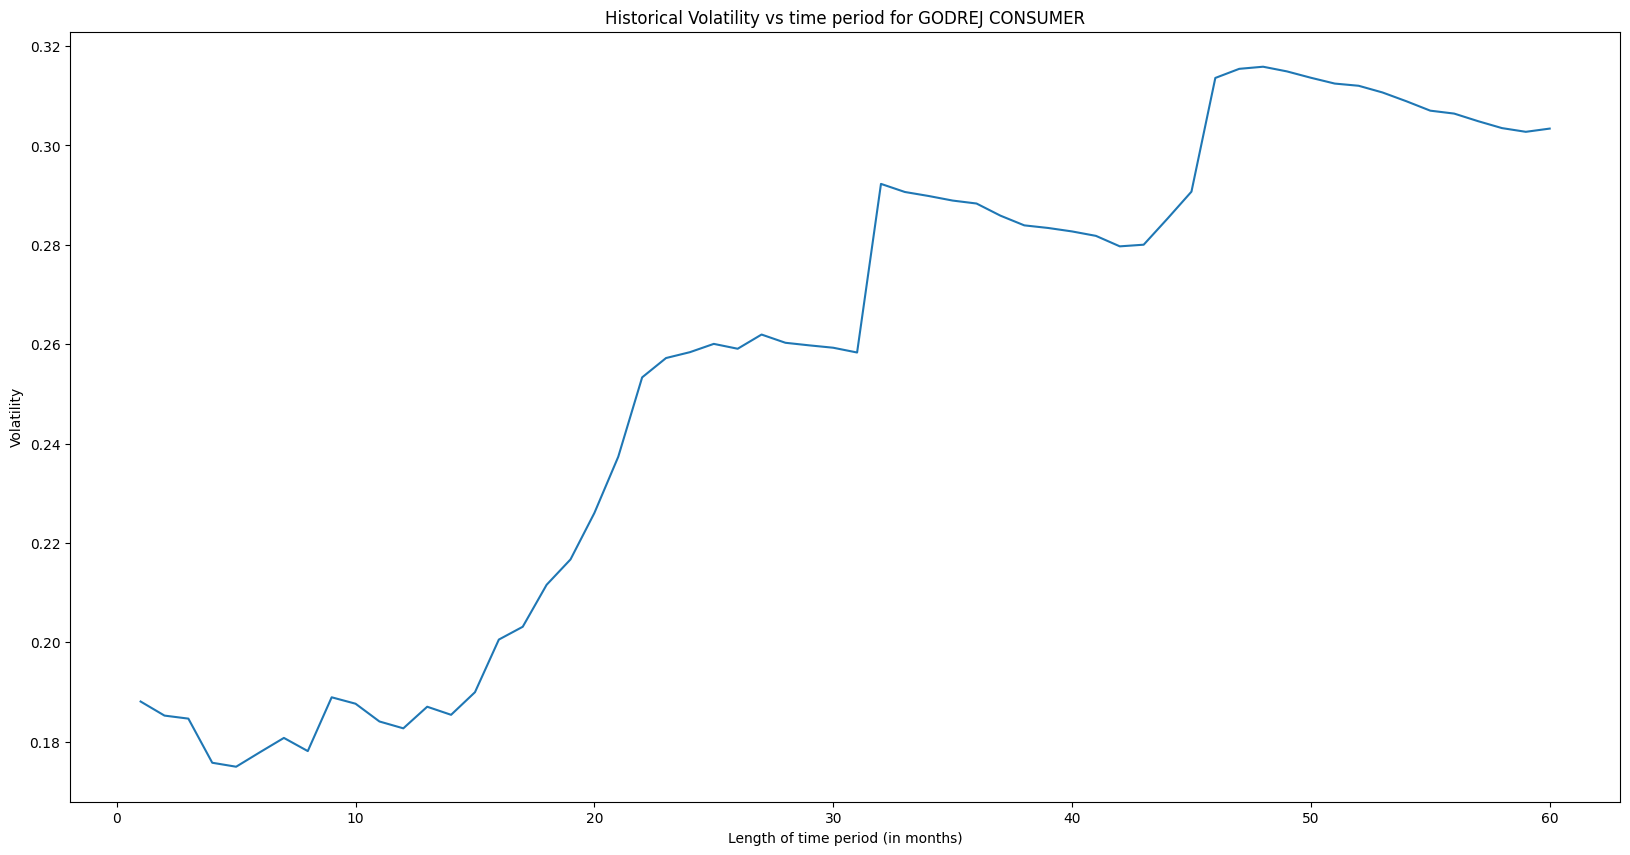 Historical Volatility vs time period for GODREJ CONSUMER
0.32
0.30
0.28
0.26
0.24
0.22
0.20
0.18
Volatility
0 10 20 30 40 50 60
Length of time period (in months)